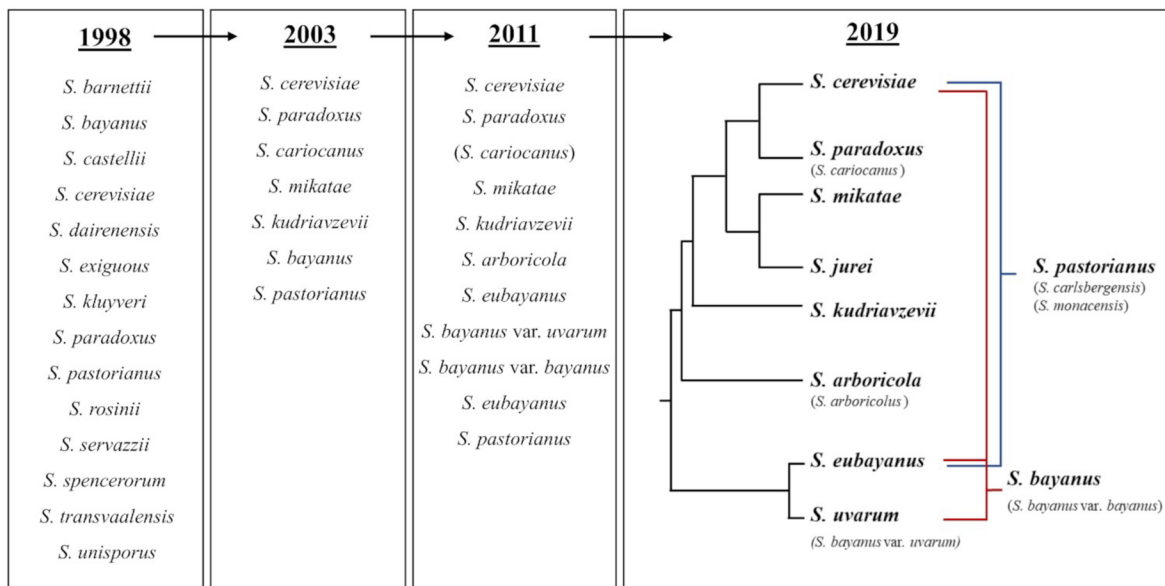 1998
S. barnettii
S. bayanus
S. castellii
S. cerevisiae
S. dairenensis
S. exiguous
S. kluyveri
S. paradoxus
S. pastorianus
S. rosinii
S. servazzii
S. spencerorum
S. transvaalensis
S. unisporus
2003
S. cerevisiae
S. paradoxus
S. cariocanus
S. mikatae
S. kudriavzevii
S. bayanus
S. pastorianus
2011
S. cerevisiae
S. paradoxus
(S. cariocanus)
S. mikatae
S. kudriavzevii
S. arboricola
S. eubayanus
S. bayanus var. uvarum
S. bayanus var. bayanus
S. eubayanus
S. pastorianus
2019
S. cerevisiae
S. paradoxus
(S. cariocanus)
S. mikatae
S. jurei
S. kudriavzevii
S. arboricola
(S. arboricolus)
S. eubayanus
S. uvarum
(S. bayanus var. uvarum)
S. pastorianus
(S. carlsbergensis)
(S. monacensis)
S. bayanus
(S. bayanus var. bayanus)